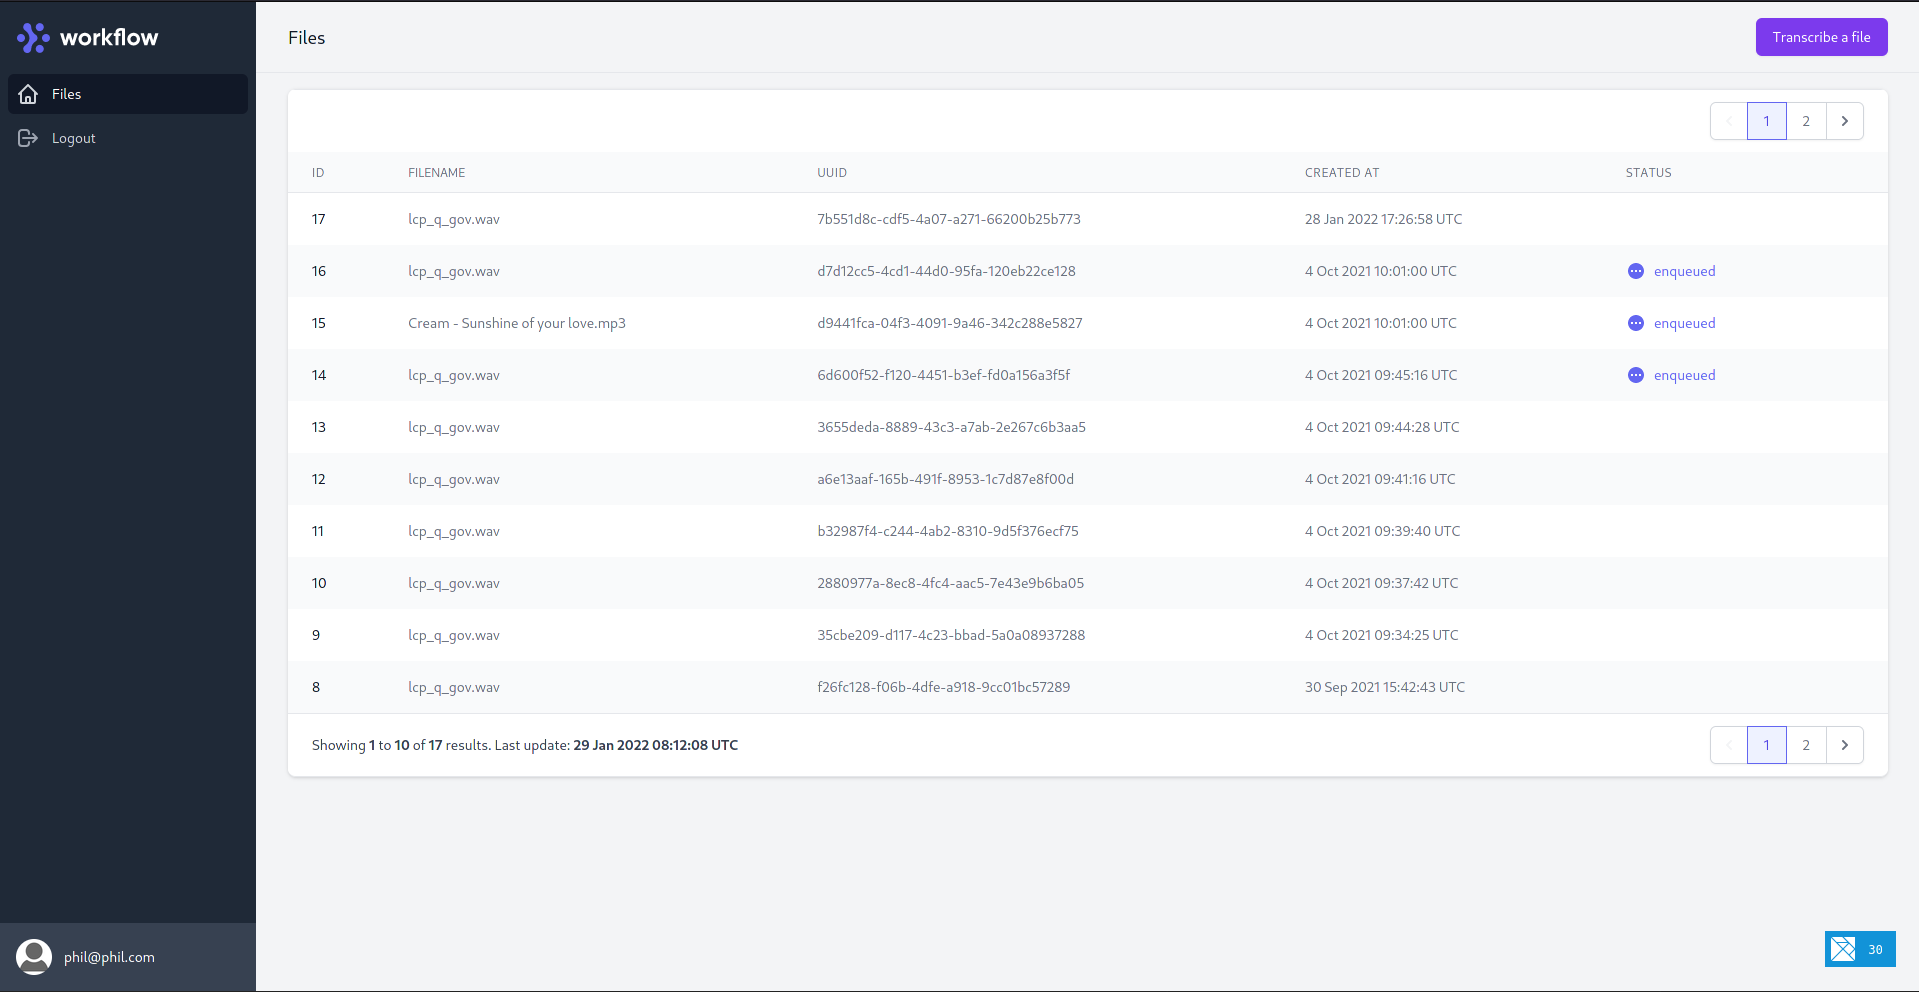 workflow
Files
Logout
phil@phil.com
Files
Transcribe a file
1 2
ID FILENAME UUID CREATED AT STATUS
17 lcp_q_gov.wav 7b551d8c-cdf5-4a07-a271-66200b25b773 28 Jan 2022 17:26:58 UTC
16 lcp_q_gov.wav d7d12cc5-4cd1-44d0-95fa-120eb22ce128 4 Oct 2021 10:01:00 UTC enqueued
15 Cream - Sunshine of your love.mp3 d9441fca-04f3-4091-9a46-342c288e5827 4 Oct 2021 10:01:00 UTC enqueued
14 lcp_q_gov.wav 6d600f52-f120-4451-b3ef-fd0a156a3f5f 4 Oct 2021 09:45:16 UTC enqueued
13 lcp_q_gov.wav 3655deda-8889-43c3-a7ab-2e267c6b3aa5 4 Oct 2021 09:44:28 UTC
12 lcp_q_gov.wav a6e13aaf-165b-491f-8953-1c7d87e8f00d 4 Oct 2021 09:41:16 UTC
11 lcp_q_gov.wav b32987f4-c244-4ab2-8310-9d5f376ecf75 4 Oct 2021 09:39:40 UTC
10 lcp_q_gov.wav 2880977a-8ec8-4fc4-aac5-7e43e9b6ba05 4 Oct 2021 09:37:42 UTC
9 lcp_q_gov.wav 35cbe209-d117-4c23-bbad-5a0a08937288 4 Oct 2021 09:34:25 UTC
8 lcp_q_gov.wav f26fc128-f06b-4dfe-a918-9cc01bc57289 30 Sep 2021 15:42:43 UTC
Showing 1 to 10 of 17 results. Last update: 29 Jan 2022 08:12:08 UTC
1 2
30